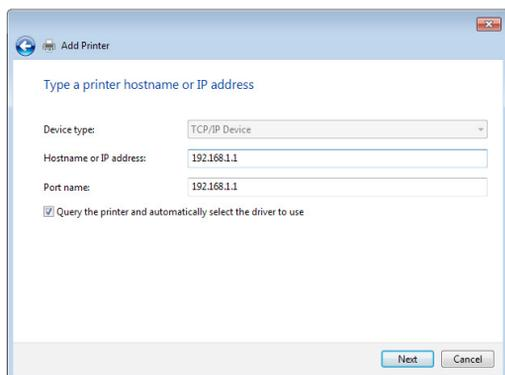 Add Printer
Type a printer hostname or IP address
Device type: TCP/IP Device
Hostname or IP address: 192.168.1.1
Port name: 192.168.1.1
Query the printer and automatically select the driver to use
Next Cancel